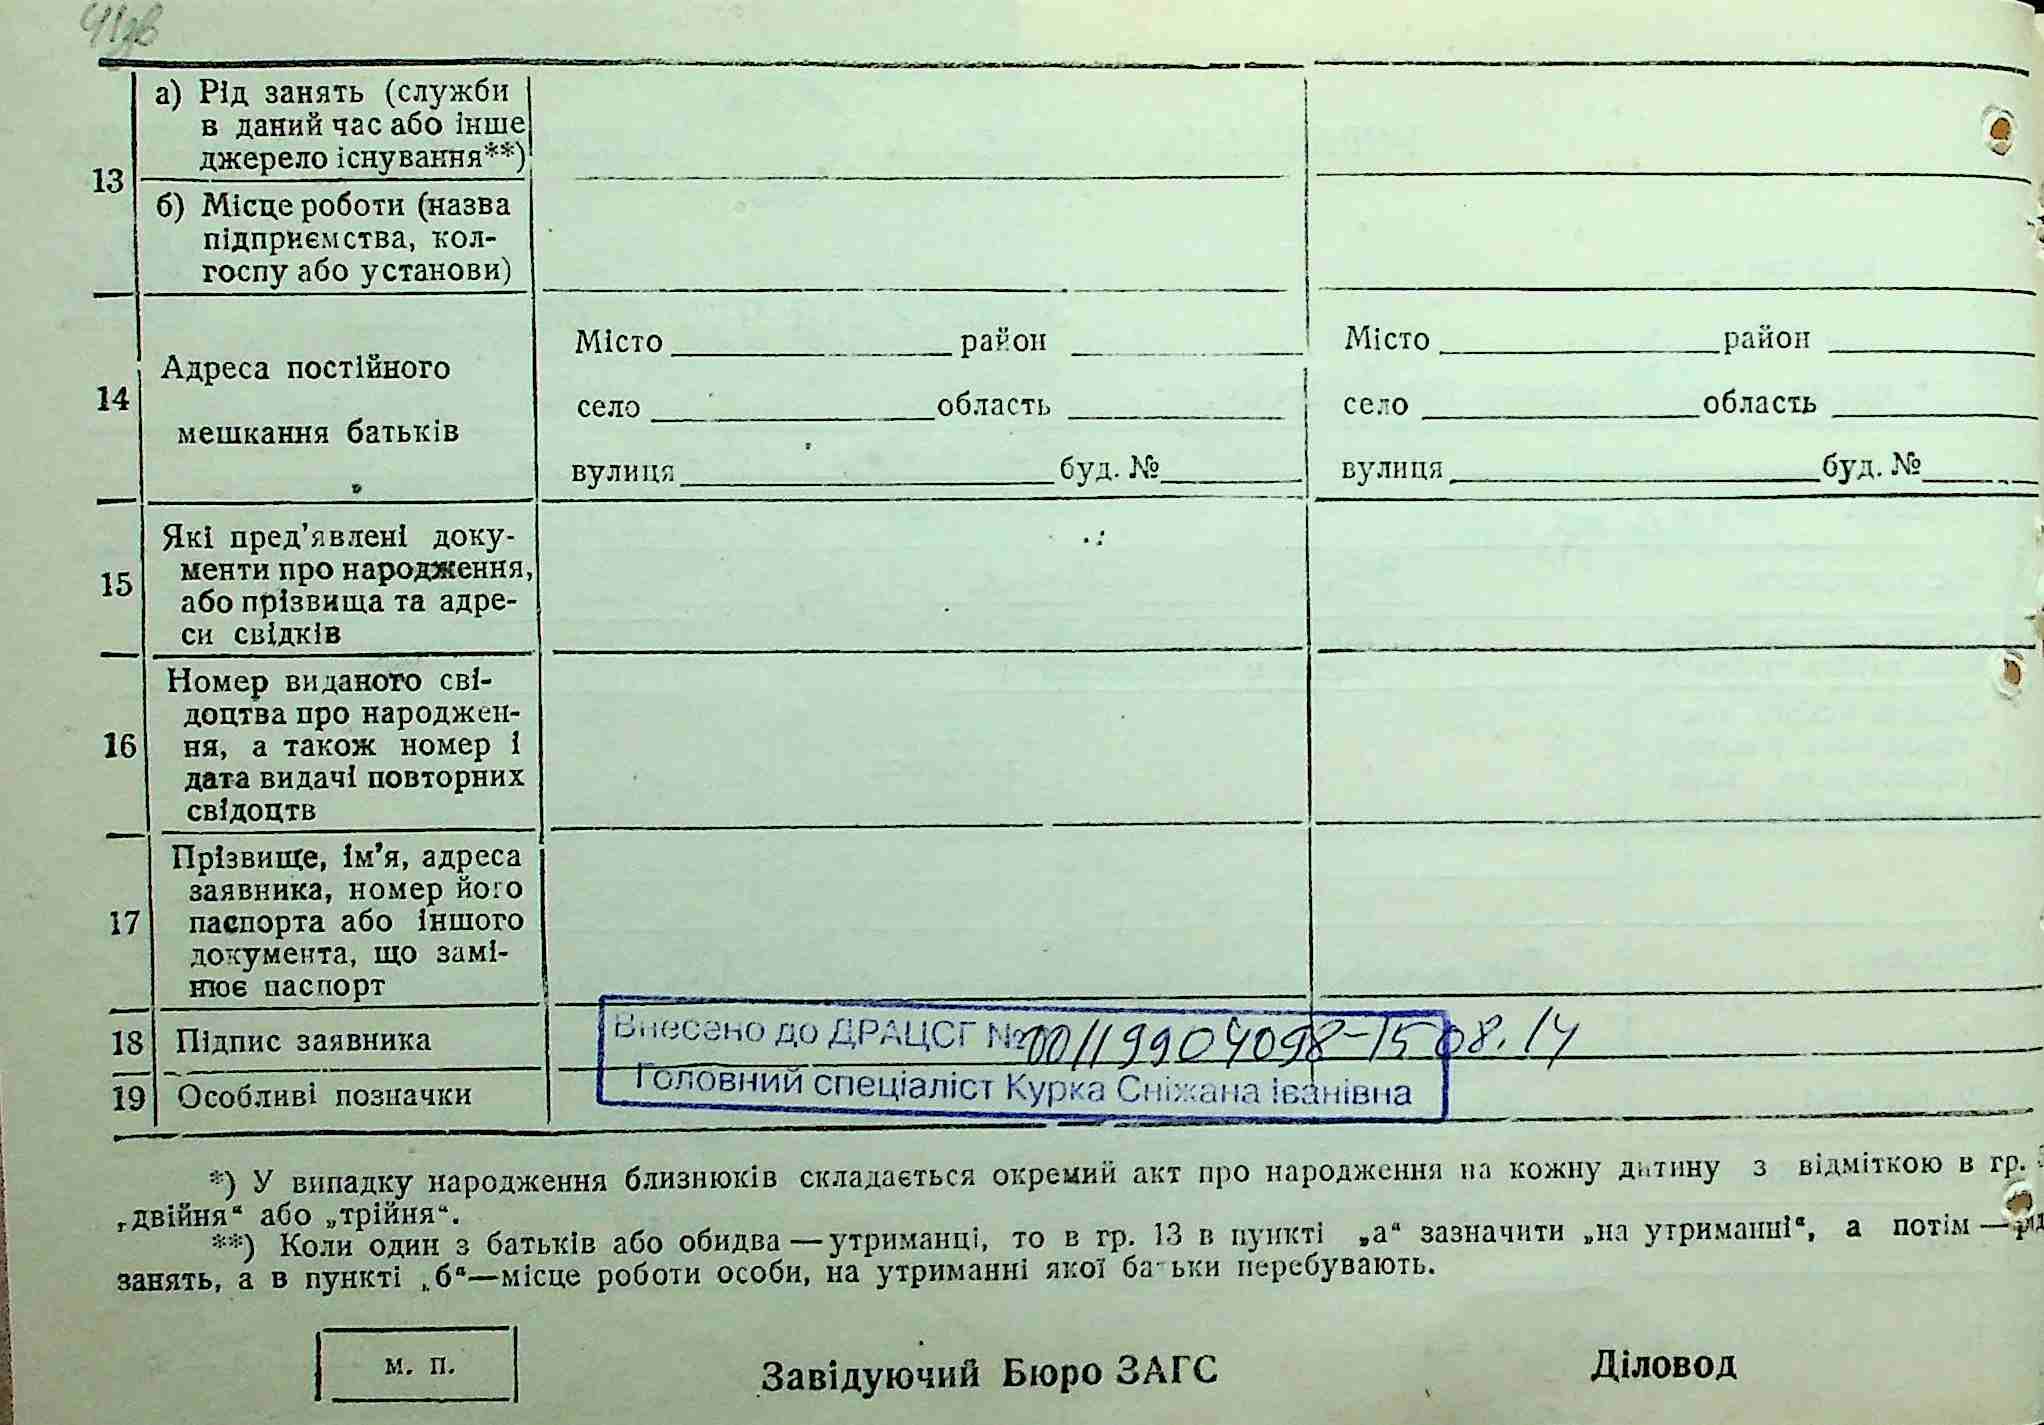 41зв
13
а) Рід занять (служби
в даний час або інше
джерело існування**)
б) Місце роботи (назва
підприємства, кол-
госпу або установи)
14
Адреса постійного
мешкання батьків
Місто район
село область
вулиця буд. №
Місто район
село область
вулиця буд. №
15
Які пред’явлені доку-
менти про народження,
або прізвища та адре-
си свідків
16
Номер виданого сві-
доцтва про народжен-
ня, а також номер і
дата видачі повторних
свідоцтв
17
Прізвище, ім’я, адреса
заявника, номер його
паспорта або іншого
документа, що замі-
нює паспорт
18 Підпис заявника
19 Особливі позначки
Внесено до ДРАЦСГ № 00119904098-15.08.14
Головний спеціаліст Курка Сніжана Іванівна
*) У випадку народження близнюків складається окремий акт про народження на кожну дитину з відміткою в гр.
„двійня“ або „трійня“.
**) Коли один з батьків або обидва — утриманці, то в гр. 13 в пункті „а“ зазначити „на утриманні“, а потім — рід
занять, а в пункті „б“—місце роботи особи, на утриманні якої батьки перебувають.
м. п.
Завідуючий Бюро ЗАГС
Діловод